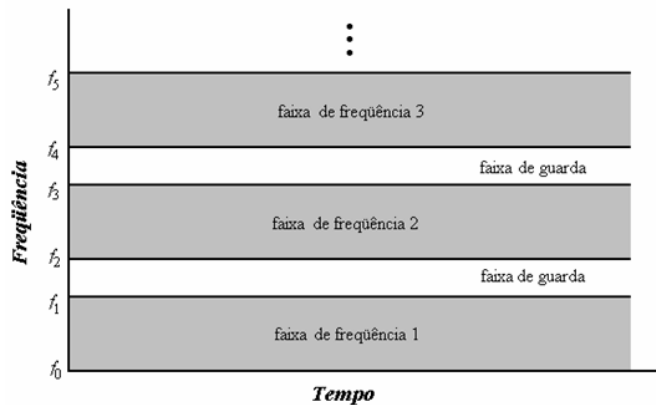 f5
faixa de freqüência 3
f4
faixa de guarda
f3
faixa de freqüência 2
f2
faixa de guarda
f1
faixa de freqüência 1
f0
Freqüência
Tempo